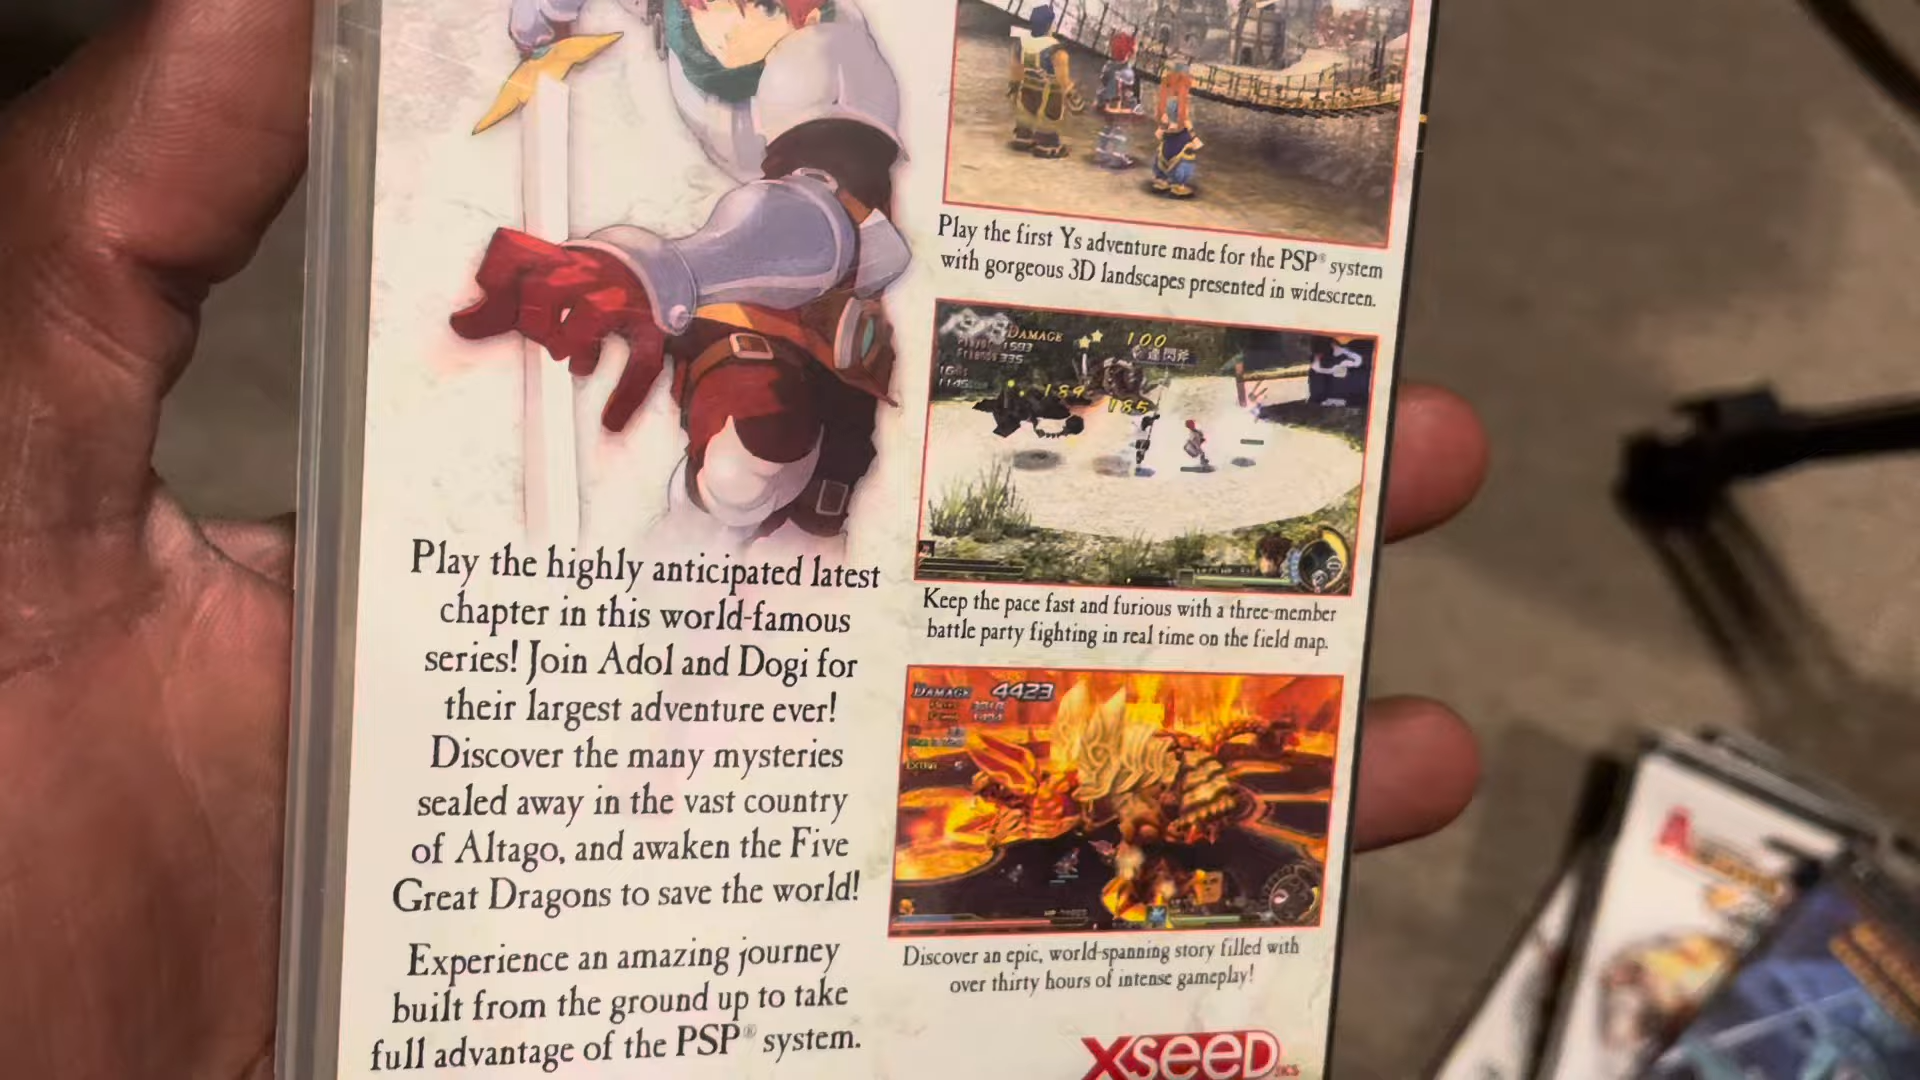 Play the first Ys adventure made for the PSP® system
with gorgeous 3D landscapes presented in widescreen.
DAMAGE
100
189
185
Keep the pace fast and furious with a three-member
battle party fighting in real time on the field map.
DAMAGE 4423
EXTRA
Discover an epic, world-spanning story filled with
over thirty hours of intense gameplay!
Play the highly anticipated latest
chapter in this world-famous
series! Join Adol and Dogi for
their largest adventure ever!
Discover the many mysteries
sealed away in the vast country
of Altago, and awaken the Five
Great Dragons to save the world!
Experience an amazing journey
built from the ground up to take
full advantage of the PSP® system.
XSEED